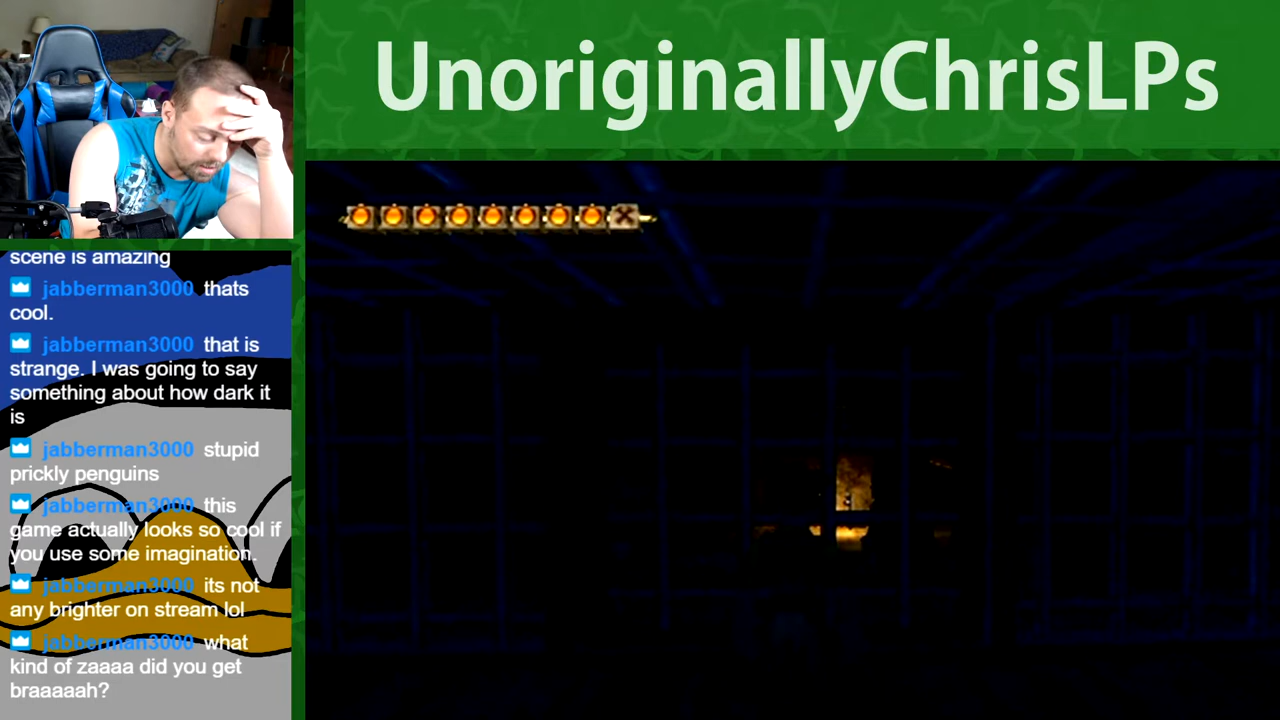 UnoriginallyChrisLPs
scene is amazing
jabberman3000 thats
cool.
jabberman3000 that is
strange. I was going to say
something about how dark it
is
jabberman3000 stupid
prickly penguins
jabberman3000 this
game actually looks so cool if
you use some imagination.
jabberman3000 its not
any brighter on stream lol
jabberman3000 what
kind of zaaaa did you get
braaaaah?